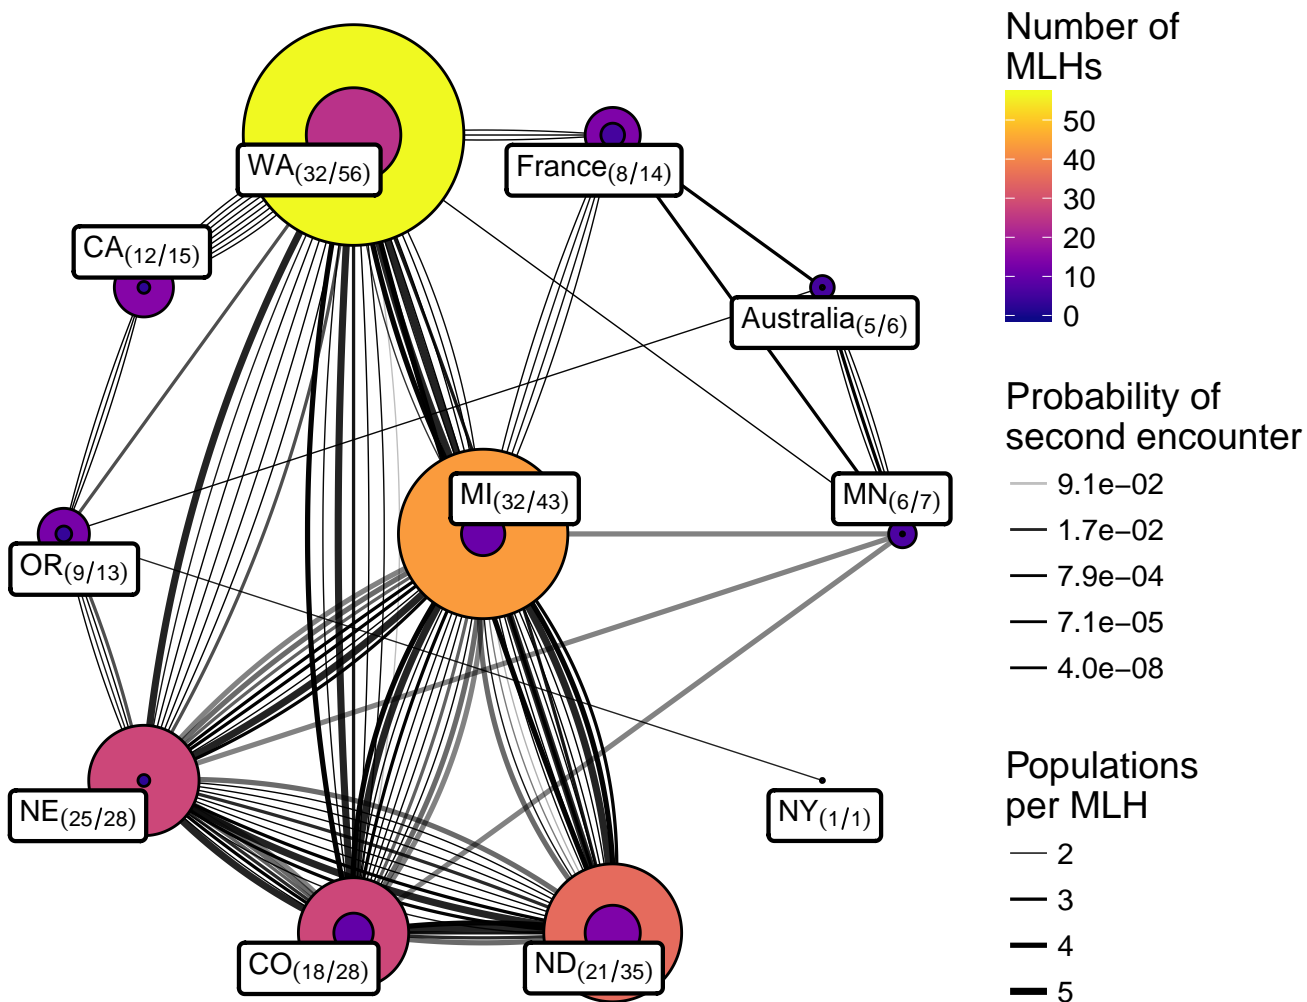 Number of
MLHs
50
40
30
20
10
0
WA(32/56)
France(8/14)
CA(12/15)
Australia(5/6)
Probability of
second encounter
9.1e−02
1.7e−02
7.9e−04
7.1e−05
4.0e−08
MI(32/43)
MN(6/7)
OR(9/13)
Populations
per MLH
2
3
4
5
NE(25/28)
NY(1/1)
CO(18/28)
ND(21/35)